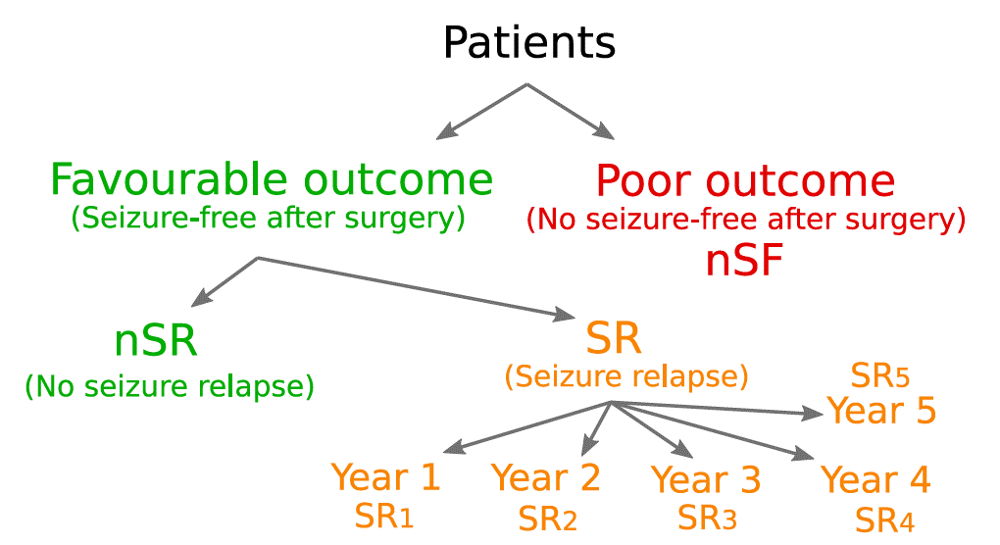 Patients
Favourable outcome
(Seizure-free after surgery)
Poor outcome
(No seizure-free after surgery)
nSF
nSR
(No seizure relapse)
SR
(Seizure relapse)
SR5
Year 5
Year 1
SR1
Year 2
SR2
Year 3
SR3
Year 4
SR4